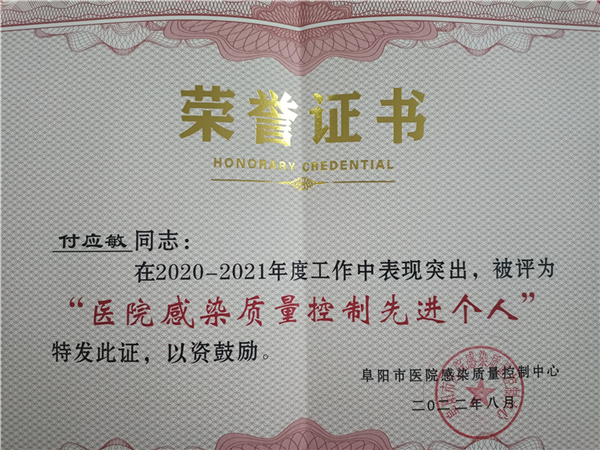 荣誉证书
HONORARY CREDENTIAL
付应敏同志：
在2020-2021年度工作中表现突出，被评为
“医院感染质量控制先进个人”
特发此证，以资鼓励。
阜阳市医院感染质量控制中心
二〇二二年八月